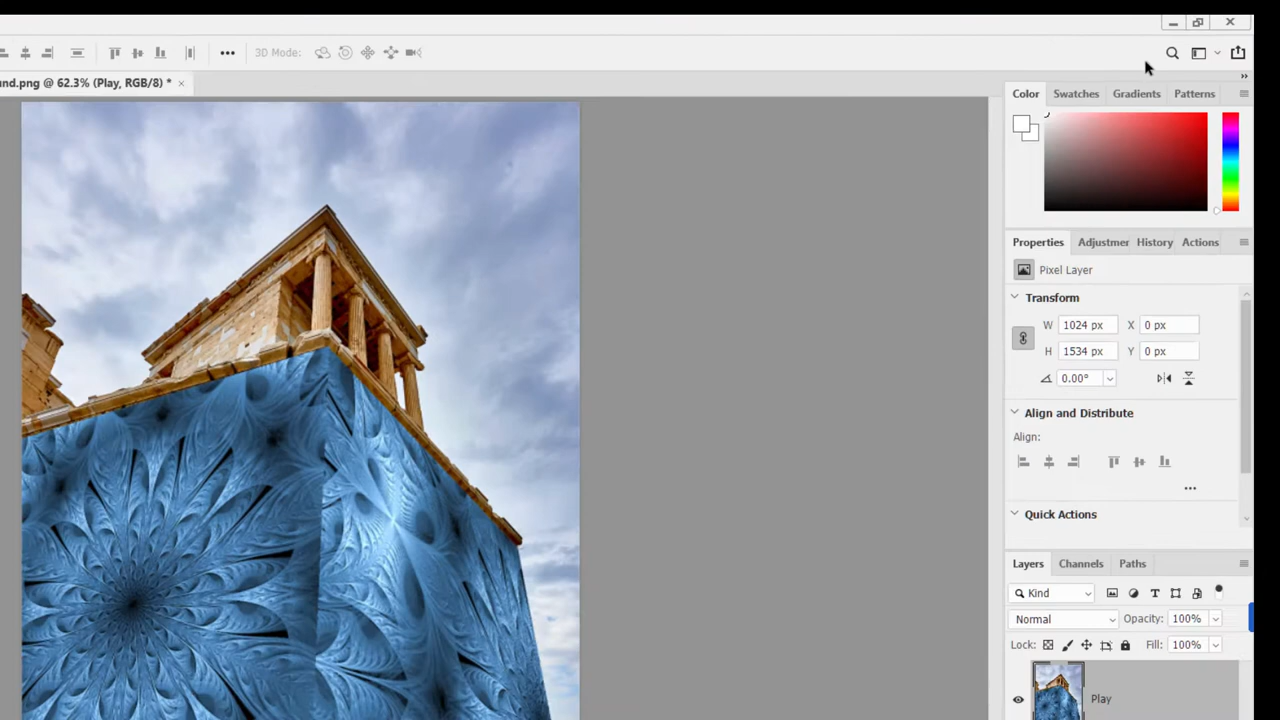 3D Mode:
und.png @ 62.3% (Play, RGB/8) *
Color Swatches Gradients Patterns
Properties Adjustmer History Actions
Pixel Layer
Transform
W 1024 px X 0 px
H 1534 px Y 0 px
0.00°
Align and Distribute
Align:
Quick Actions
Layers Channels Paths
Kind
Normal Opacity: 100%
Lock: Fill: 100%
Play